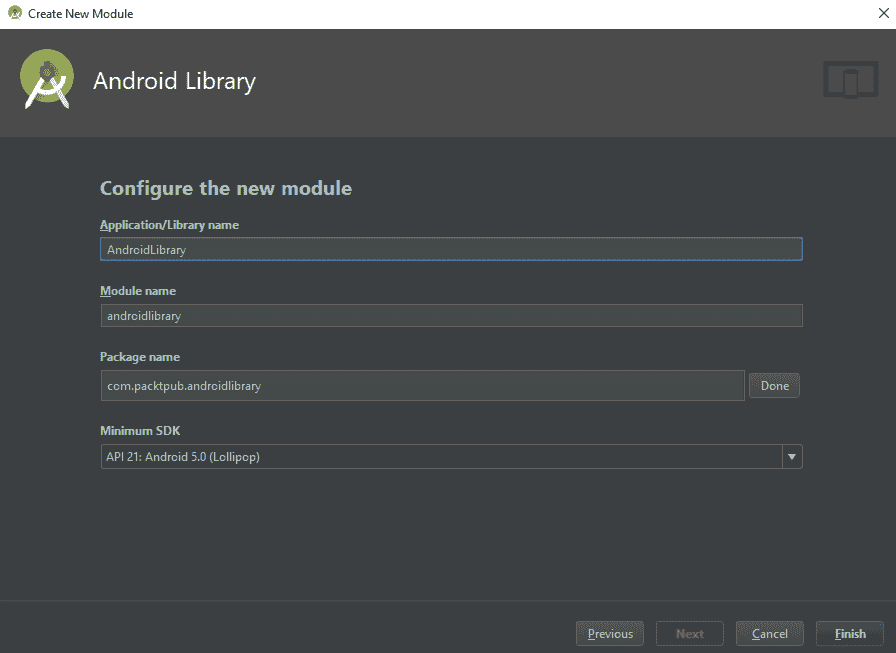 Create New Module
Android Library
Configure the new module
Application/Library name
AndroidLibrary
Module name
androidlibrary
Package name
com.packtpub.androidlibrary
Done
Minimum SDK
API 21: Android 5.0 (Lollipop)
Previous
Next
Cancel
Finish